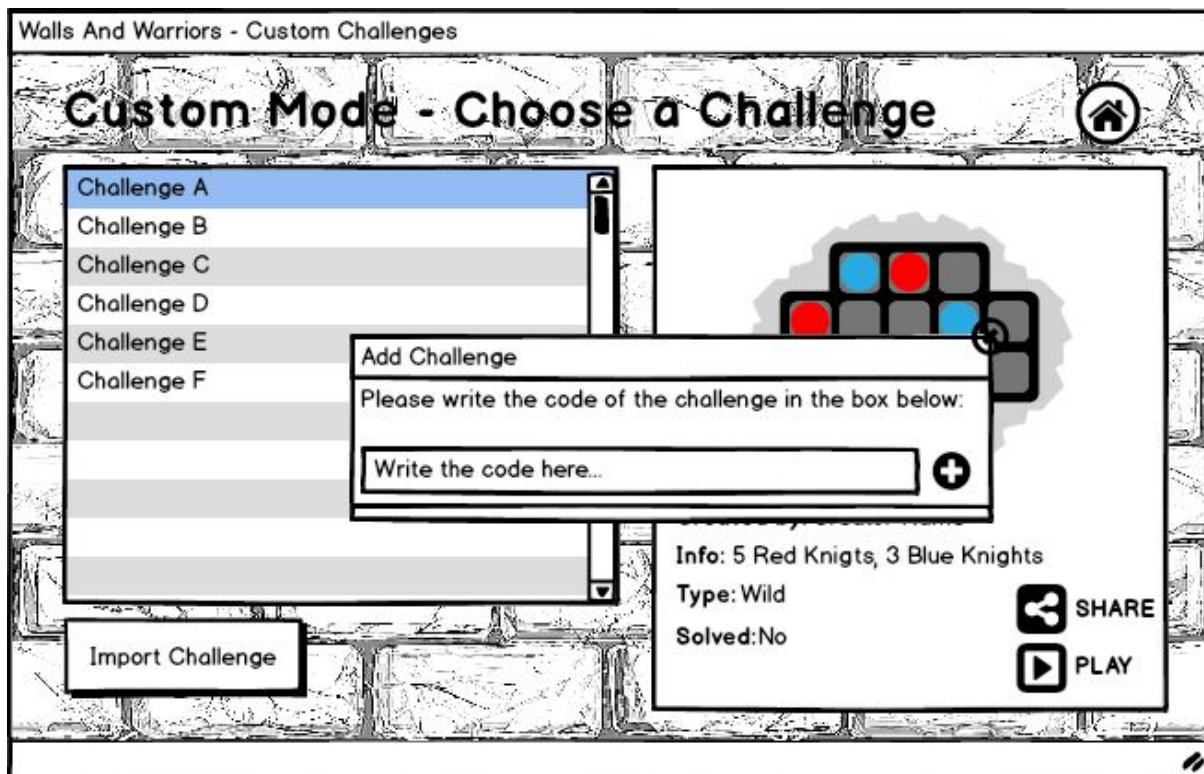 Walls And Warriors - Custom Challenges
Custom Mode - Choose a Challenge
Challenge A
Challenge B
Challenge C
Challenge D
Challenge E
Challenge F
Add Challenge
Please write the code of the challenge in the box below:
Write the code here...
Info: 5 Red Knigts, 3 Blue Knights
Type: Wild
Solved:No
SHARE
PLAY
Import Challenge